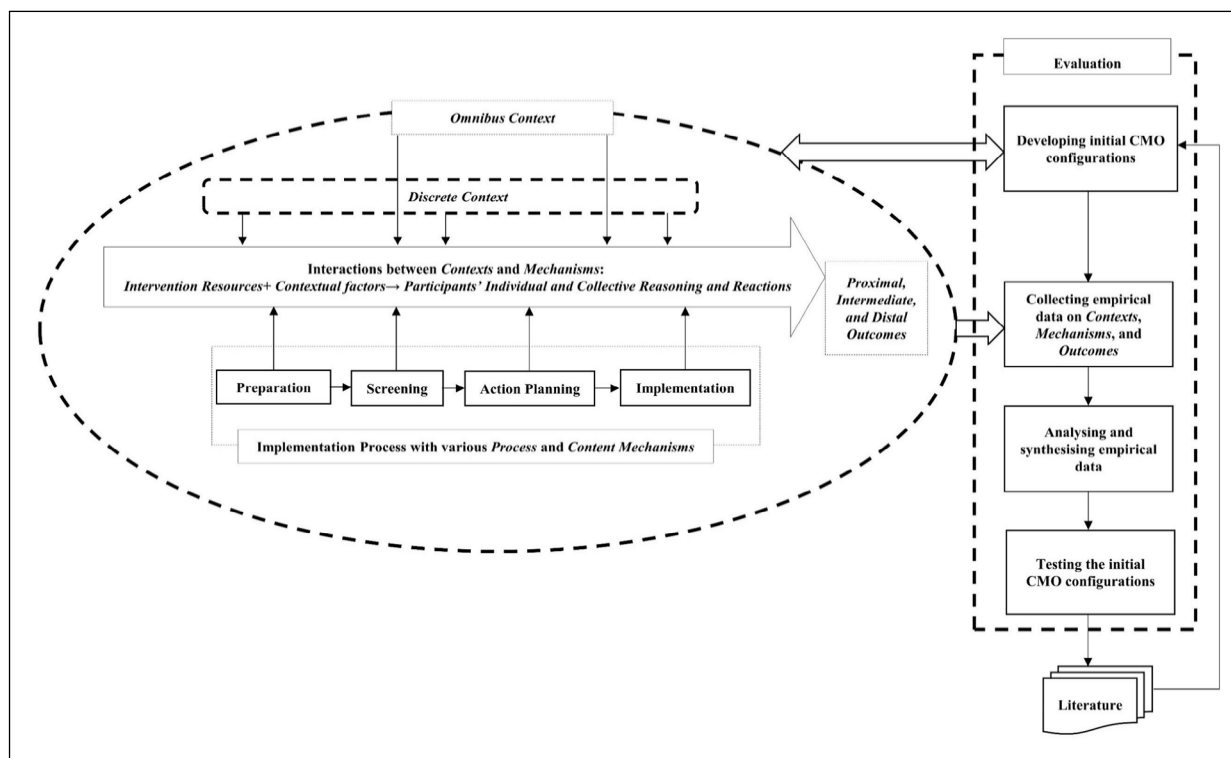 Omnibus Context
Discrete Context
Interactions between Contexts and Mechanisms:
Intervention Resources+ Contextual factors→ Participants' Individual and Collective Reasoning and Reactions
Proximal,
Intermediate,
and Distal
Outcomes
Preparation
Screening
Action Planning
Implementation
Implementation Process with various Process and Content Mechanisms
Evaluation
Developing initial CMO
configurations
Collecting empirical
data on Contexts,
Mechanisms, and
Outcomes
Analysing and
synthesising empirical
data
Testing the initial
CMO configurations
Literature